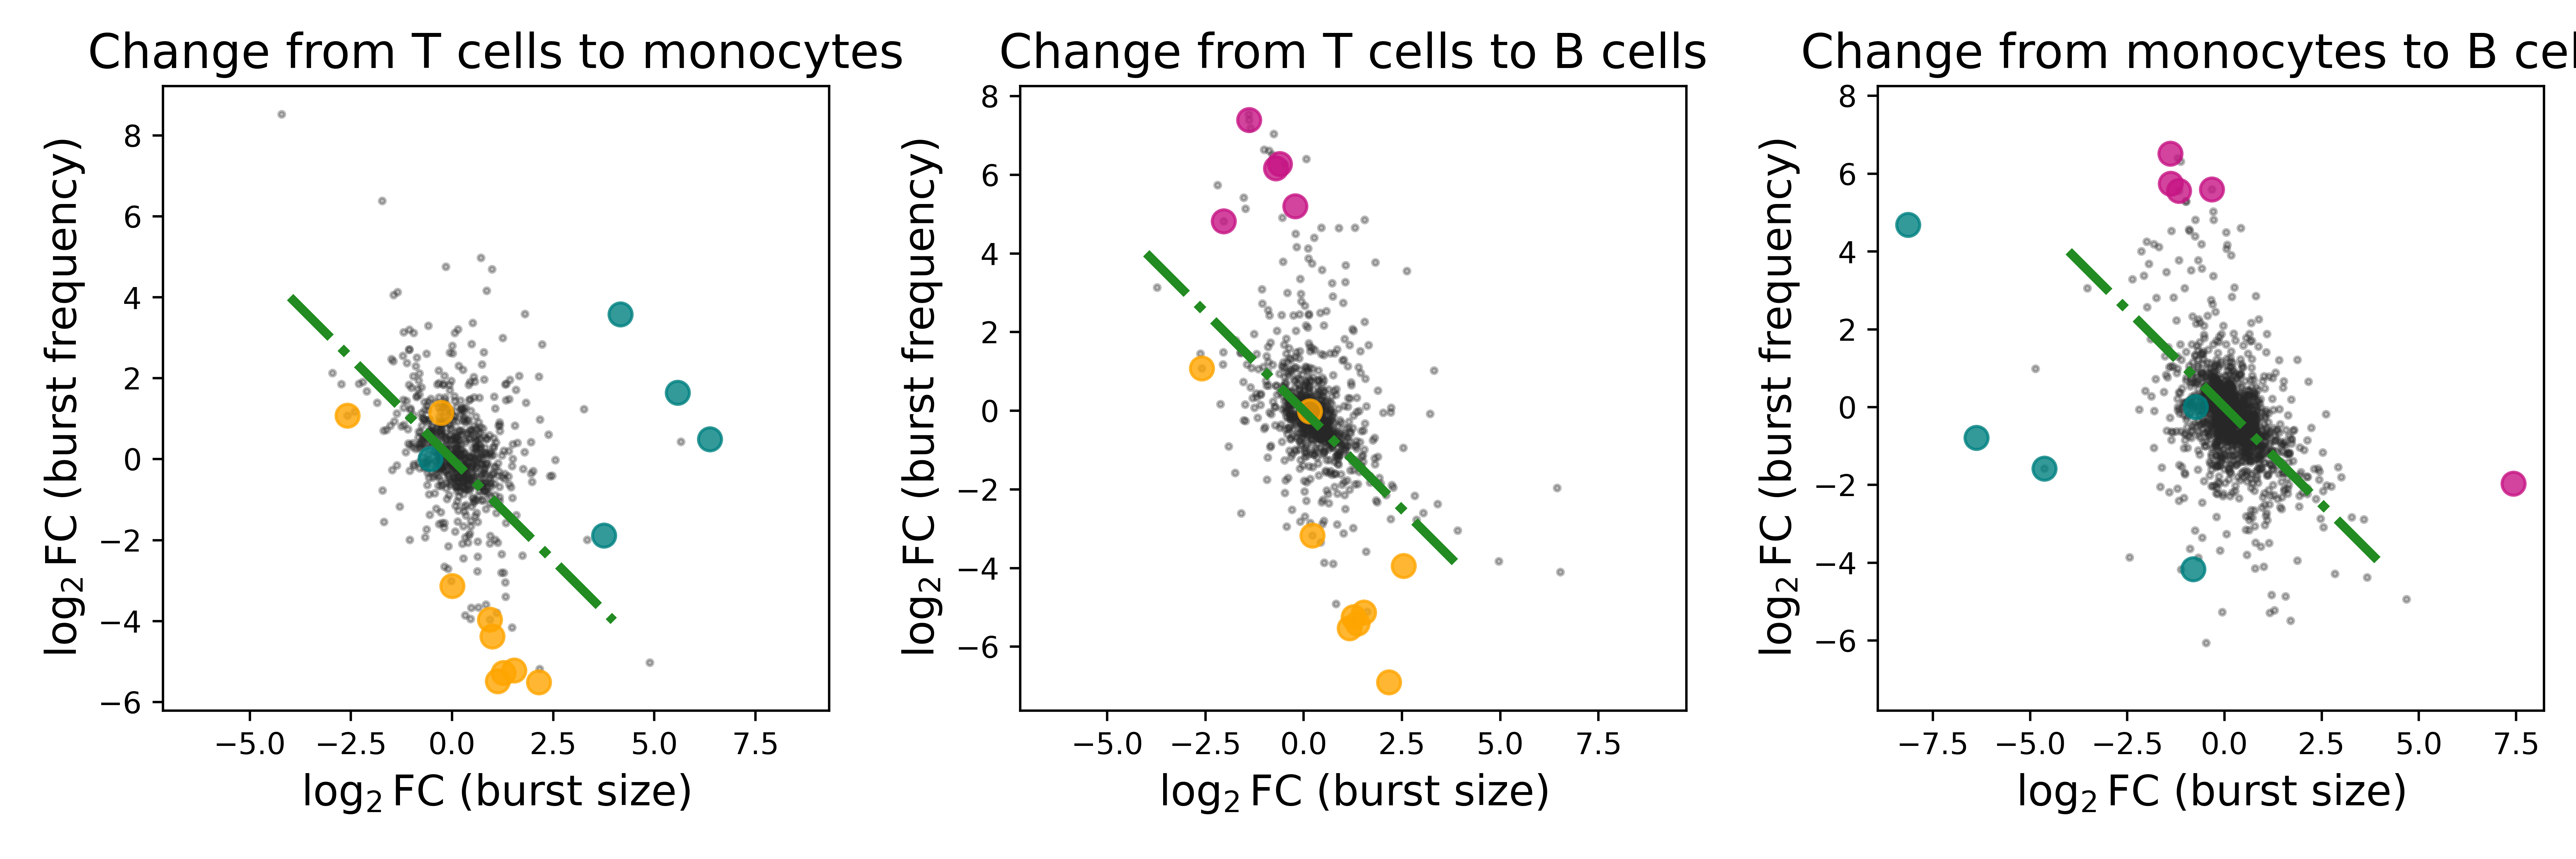 Change from T cells to monocytes
log₂ FC (burst frequency)
8
6
4
2
0
−2
−4
−6
−5.0 −2.5 0.0 2.5 5.0 7.5
log₂ FC (burst size)
Change from T cells to B cells
log₂ FC (burst frequency)
8
6
4
2
0
−2
−4
−6
−5.0 −2.5 0.0 2.5 5.0 7.5
log₂ FC (burst size)
Change from monocytes to B cel
log₂ FC (burst frequency)
8
6
4
2
0
−2
−4
−6
−7.5 −5.0 −2.5 0.0 2.5 5.0 7.5
log₂ FC (burst size)